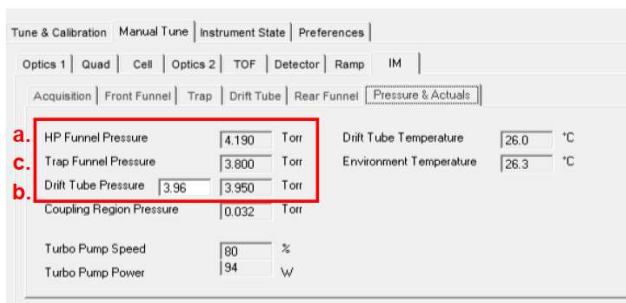 Tune & Calibration Manual Tune Instrument State Preferences
Optics 1 Quad Cell Optics 2 TOF Detector Ramp IM
Acquisition Front Funnel Trap Drift Tube Rear Funnel Pressure & Actuals
a. HP Funnel Pressure 4.190 Torr Drift Tube Temperature 26.0 °C
c. Trap Funnel Pressure 3.800 Torr Environment Temperature 26.3 °C
b. Drift Tube Pressure 3.96 3.950 Torr
Coupling Region Pressure 0.032 Torr
Turbo Pump Speed 80 %
Turbo Pump Power 94 W